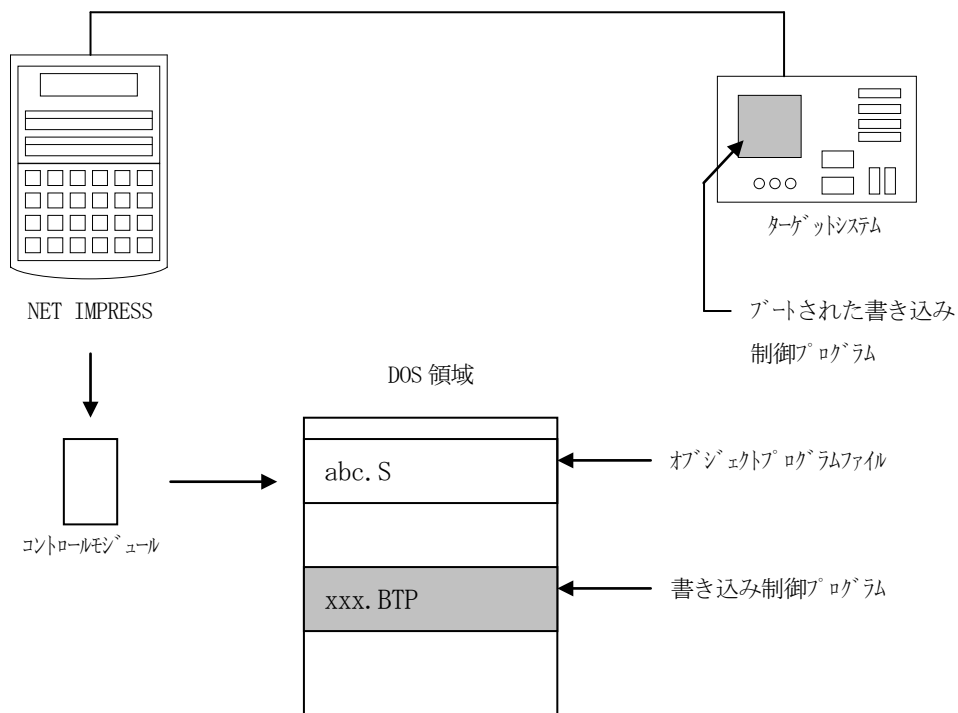 ﾀｰｹﾞｯﾄｼｽﾃﾑ
NET IMPRESS
ﾌﾞｰﾄされた書き込み
制御ﾌﾟﾛｸﾞﾗﾑ
DOS 領域
abc.S
ｵﾌﾞｼﾞｪｸﾄﾌﾟﾛｸﾞﾗﾑﾌｧｲﾙ
ｺﾝﾄﾛｰﾙﾓｼﾞｭｰﾙ
xxx.BTP
書き込み制御ﾌﾟﾛｸﾞﾗﾑ